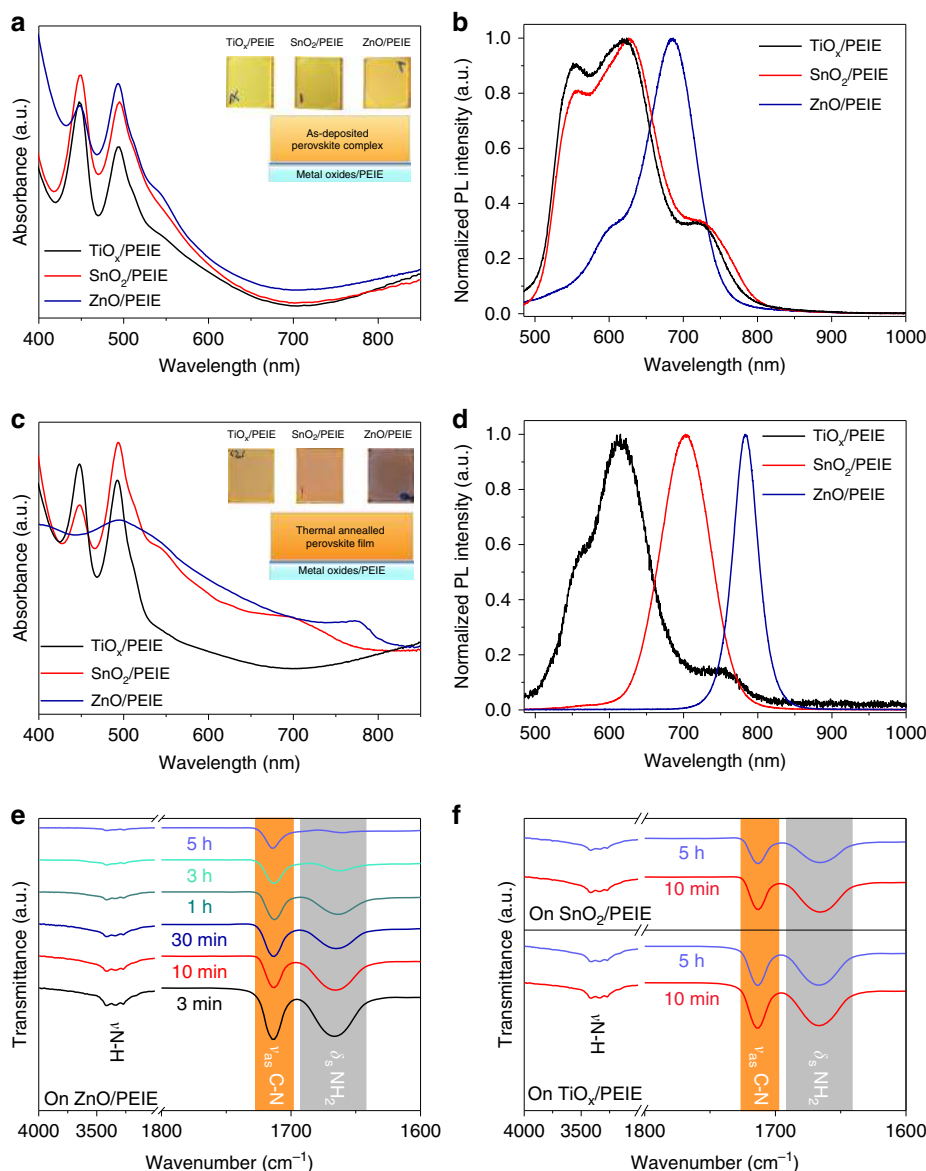 a
TiOx/PEIE SnO2/PEIE ZnO/PEIE
As-deposited
perovskite complex
Metal oxides/PEIE
TiOx/PEIE
SnO2/PEIE
ZnO/PEIE
Absorbance (a.u.)
400 500 600 700 800
Wavelength (nm)
b
TiOx/PEIE
SnO2/PEIE
ZnO/PEIE
Normalized PL intensity (a.u.)
1.0
0.8
0.6
0.4
0.2
0.0
500 600 700 800 900 1000
Wavelength (nm)
c
TiOx/PEIE SnO2/PEIE ZnO/PEIE
Thermal annealled
perovskite film
Metal oxides/PEIE
TiOx/PEIE
SnO2/PEIE
ZnO/PEIE
Absorbance (a.u.)
400 500 600 700 800
Wavelength (nm)
d
TiOx/PEIE
SnO2/PEIE
ZnO/PEIE
Normalized PL intensity (a.u.)
1.0
0.8
0.6
0.4
0.2
0.0
500 600 700 800 900 1000
Wavelength (nm)
e
5 h
3 h
1 h
30 min
10 min
3 min
νN-H
νas C-N
δs NH2
On ZnO/PEIE
Transmittance (a.u.)
4000 3500 1800 1700 1600
Wavenumber (cm−1)
f
5 h
10 min
On SnO2/PEIE
5 h
10 min
νN-H
νas C-N
δs NH2
On TiOx/PEIE
Transmittance (a.u.)
4000 3500 1800 1700 1600
Wavenumber (cm−1)